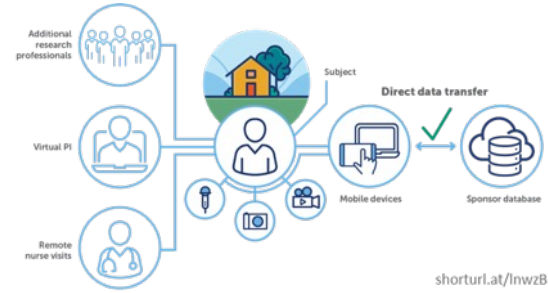 Additional
research
professionals
Subject
Direct data transfer
Virtual PI
Mobile devices
Sponsor database
Remote
nurse visits
shorturl.at/lnwzB